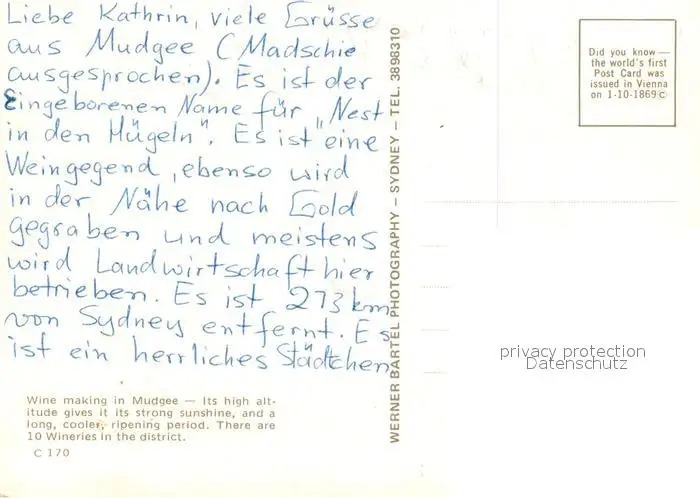 Liebe Kathrin, viele Grüsse
aus Mudgee (Madschie
ausgesprochen). Es ist der
Eingeborenen Name für „Nest
in den Hügeln". Es ist eine
Weingegend, ebenso wird
in der Nähe nach Gold
gegraben und meistens
wird Landwirtschaft hier
betrieben. Es ist 273 km
von Sydney entfernt. Es
ist ein herrliches Städtchen
Wine making in Mudgee — Its high alt-
itude gives it its strong sunshine, and a
long, cooler, ripening period. There are
10 Wineries in the district.
C 170
WERNER BARTEL PHOTOGRAPHY – SYDNEY – TEL. 3898310
Did you know —
the world's first
Post Card was
issued in Vienna
on 1-10-1869 ©
privacy protection
Datenschutz